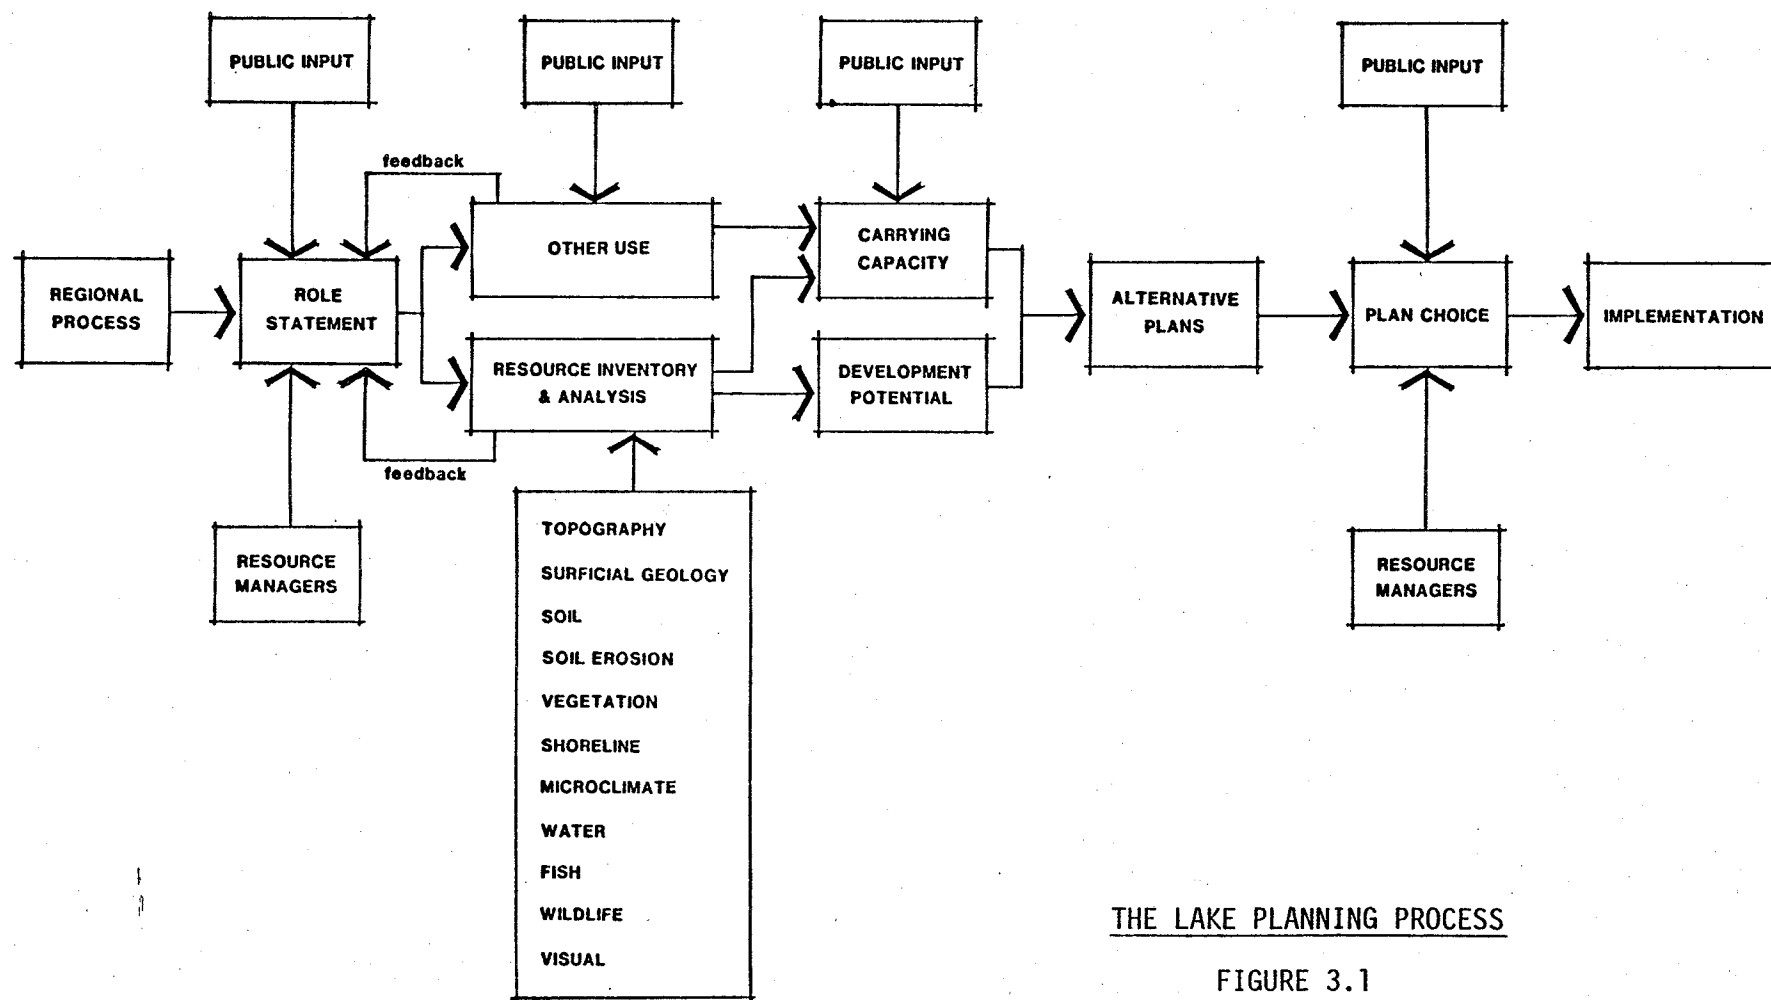 PUBLIC INPUT
PUBLIC INPUT
PUBLIC INPUT
PUBLIC INPUT
feedback
REGIONAL
PROCESS
ROLE
STATEMENT
OTHER USE
CARRYING
CAPACITY
RESOURCE INVENTORY
& ANALYSIS
DEVELOPMENT
POTENTIAL
ALTERNATIVE
PLANS
PLAN CHOICE
IMPLEMENTATION
feedback
RESOURCE
MANAGERS
TOPOGRAPHY
SURFICIAL GEOLOGY
SOIL
SOIL EROSION
VEGETATION
SHORELINE
MICROCLIMATE
WATER
FISH
WILDLIFE
VISUAL
RESOURCE
MANAGERS
THE LAKE PLANNING PROCESS
FIGURE 3.1